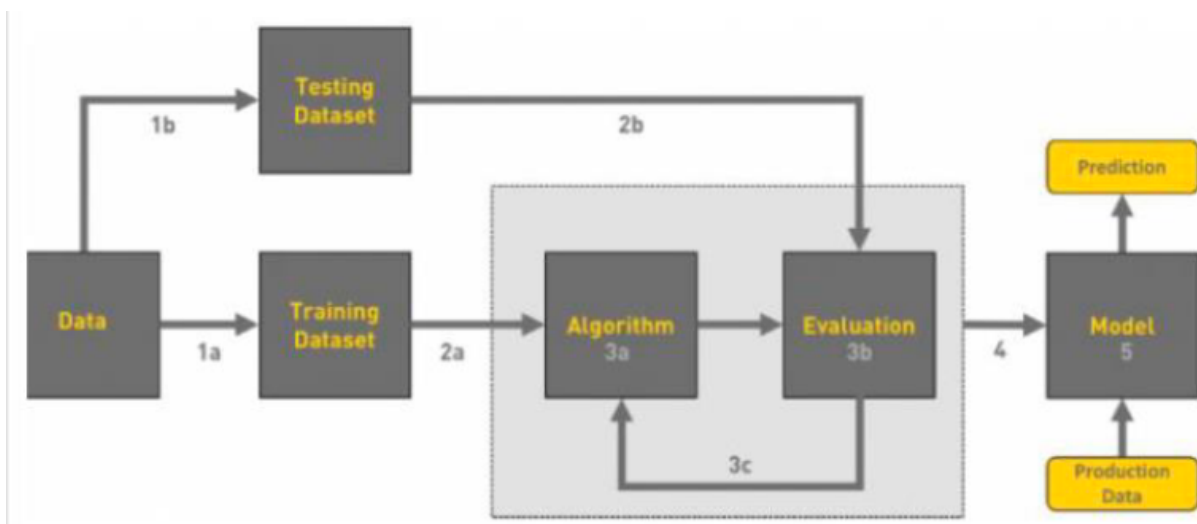 Testing
Dataset
1b
2b
Prediction
Data
Training
Dataset
Algorithm
3a
Evaluation
3b
Model
5
1a
2a
4
3c
Production
Data